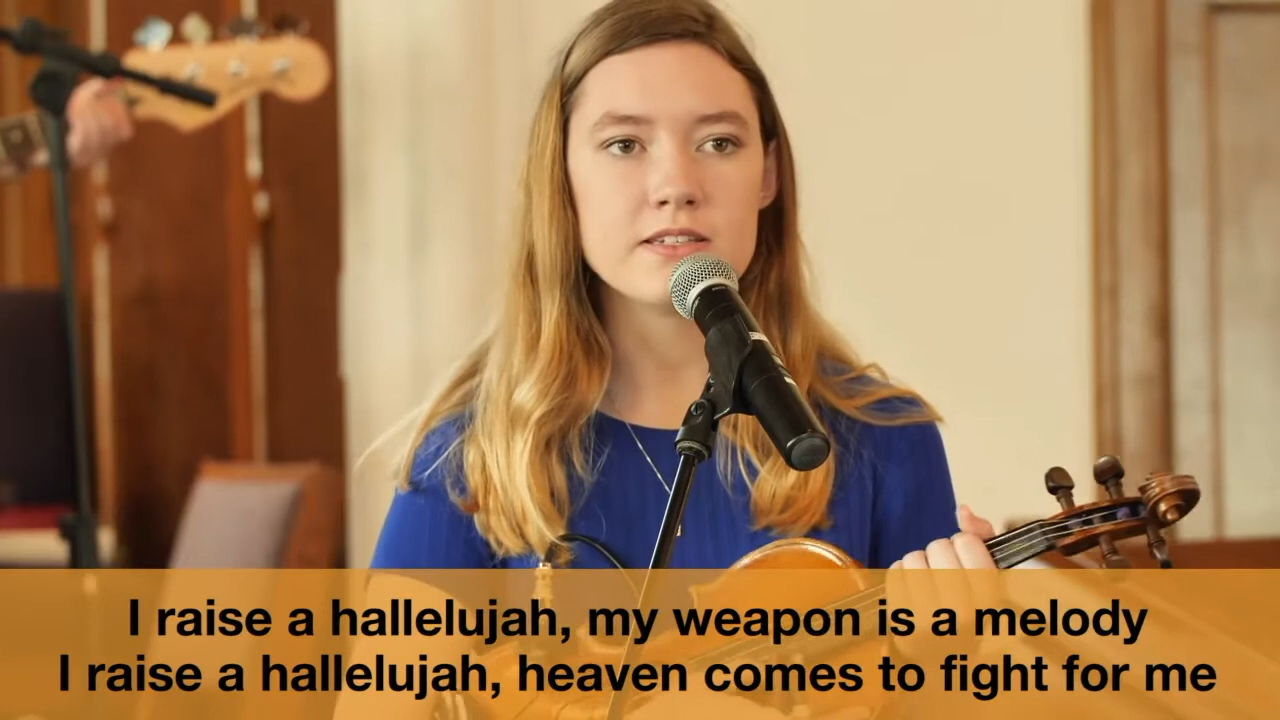 I raise a hallelujah, my weapon is a melody
I raise a hallelujah, heaven comes to fight for me